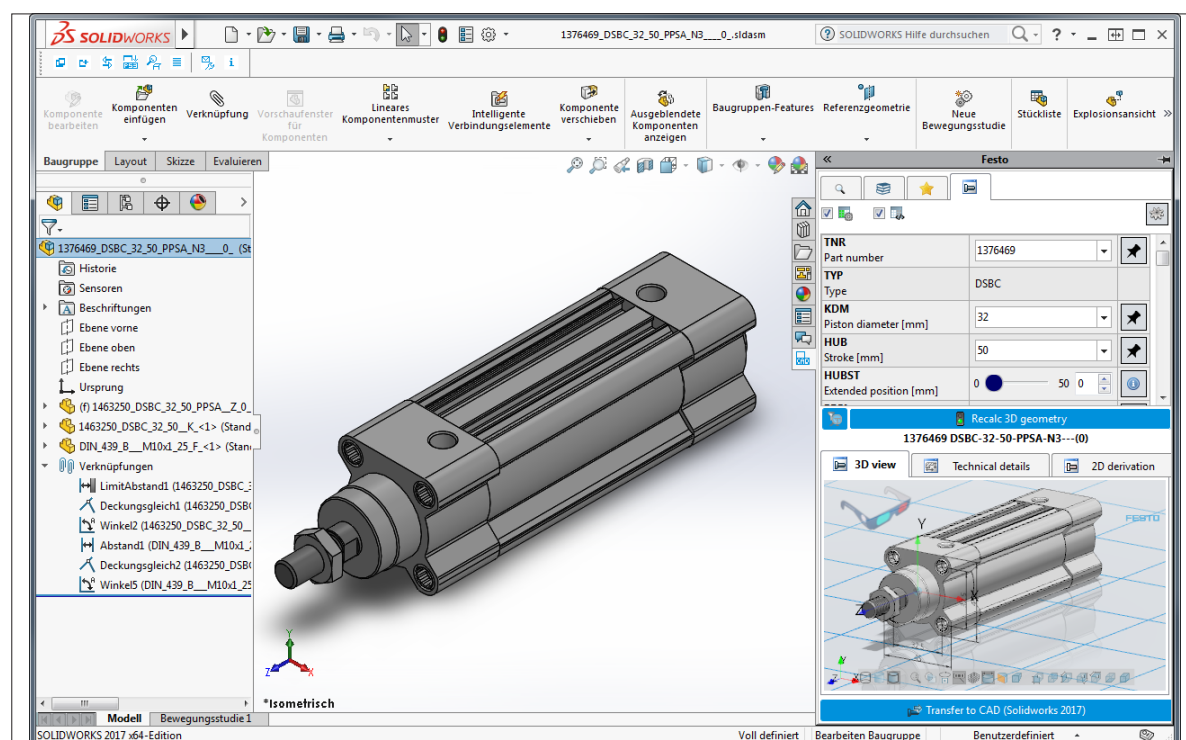 SOLIDWORKS
1376469_DSBC_32_50_PPSA_N3___0_.sldasm
SOLIDWORKS Hilfe durchsuchen
Komponente bearbeiten
Komponenten einfügen
Verknüpfung
Vorschaufenster für Komponenten
Lineares Komponentenmuster
Intelligente Verbindungselemente
Komponente verschieben
Ausgeblendete Komponenten anzeigen
Baugruppen-Features
Referenzgeometrie
Neue Bewegungsstudie
Stückliste
Explosionsansicht
Baugruppe Layout Skizze Evaluieren
1376469_DSBC_32_50_PPSA_N3___0_ (St
Historie
Sensoren
Beschriftungen
Ebene vorne
Ebene oben
Ebene rechts
Ursprung
(f) 1463250_DSBC_32_50_PPSA__Z_0_
1463250_DSBC_32_50__K_<1> (Stand
DIN_439_B___M10x1_25_F_<1> (Stan
Verknüpfungen
LimitAbstand1 (1463250_DSBC_3
Deckungsgleich1 (1463250_DSBC
Winkel2 (1463250_DSBC_32_50__
Abstand1 (DIN_439_B___M10x1_2
Deckungsgleich2 (1463250_DSBC
Winkel5 (DIN_439_B___M10x1_25
Y
Z X
*Isometrisch
Modell Bewegungsstudie 1
SOLIDWORKS 2017 x64-Edition
Voll definiert Bearbeiten Baugruppe Benutzerdefiniert
Festo
TNR
Part number 1376469
TYP
Type DSBC
KDM
Piston diameter [mm] 32
HUB
Stroke [mm] 50
HUBST
Extended position [mm] 0 50 0
Recalc 3D geometry
1376469 DSBC-32-50-PPSA-N3---(0)
3D view Technical details 2D derivation
FESTO
Y
X
Z
Y
Z X
Transfer to CAD (Solidworks 2017)